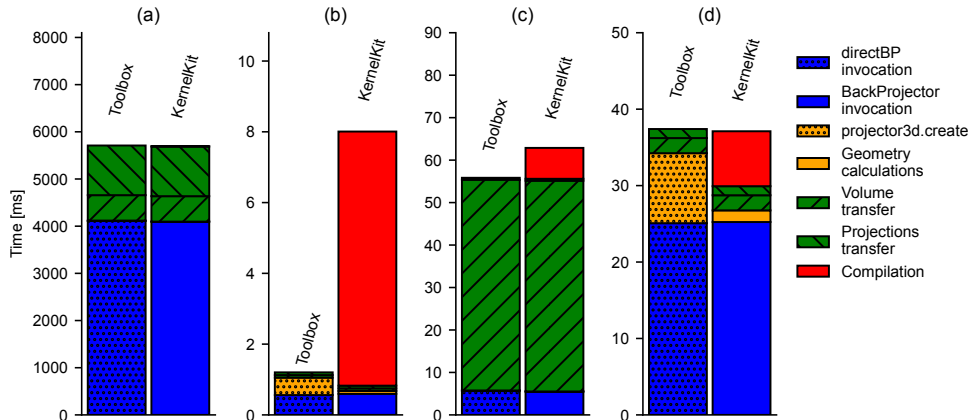 (a)
(b)
(c)
(d)
Time [ms]
8000
7000
6000
5000
4000
3000
2000
1000
0
Toolbox
KernelKit
10
8
6
4
2
0
Toolbox
KernelKit
90
80
70
60
50
40
30
20
10
0
Toolbox
KernelKit
50
40
30
20
10
0
Toolbox
KernelKit
directBP
invocation
BackProjector
invocation
projector3d.create
Geometry
calculations
Volume
transfer
Projections
transfer
Compilation